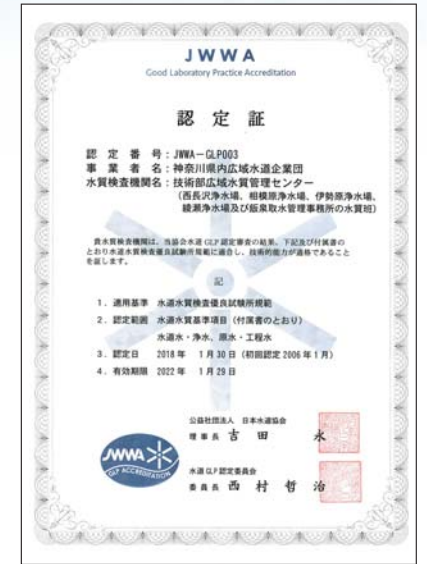 JWWA
Good Laboratory Practice Accreditation
認定証
認定番号：JWWA－GLP003
事業者名：神奈川県内広域水道企業団
水質検査機関名：技術部広域水質管理センター
（西長沢浄水場、相模原浄水場、伊勢原浄水場、
綾瀬浄水場及び飯泉取水管理事務所の水質班）
貴水質検査機関は、当協会水道GLP認定審査の結果、下記及び付属書の
とおり水道水質検査優良試験所規範に適合し、技術的能力が適格であること
を証します。
記
1．適用基準 水道水質検査優良試験所規範
2．認定範囲 水道水質基準項目（付属書のとおり）
水道水・浄水、原水・工程水
3．認定日 2018年 1月30日（初回認定2006年1月）
4．有効期限 2022年 1月29日
公益社団法人 日本水道協会
理事長 吉田 永
JWWA
GLP ACCREDITATION
水道GLP認定委員会
委員長 西村哲治